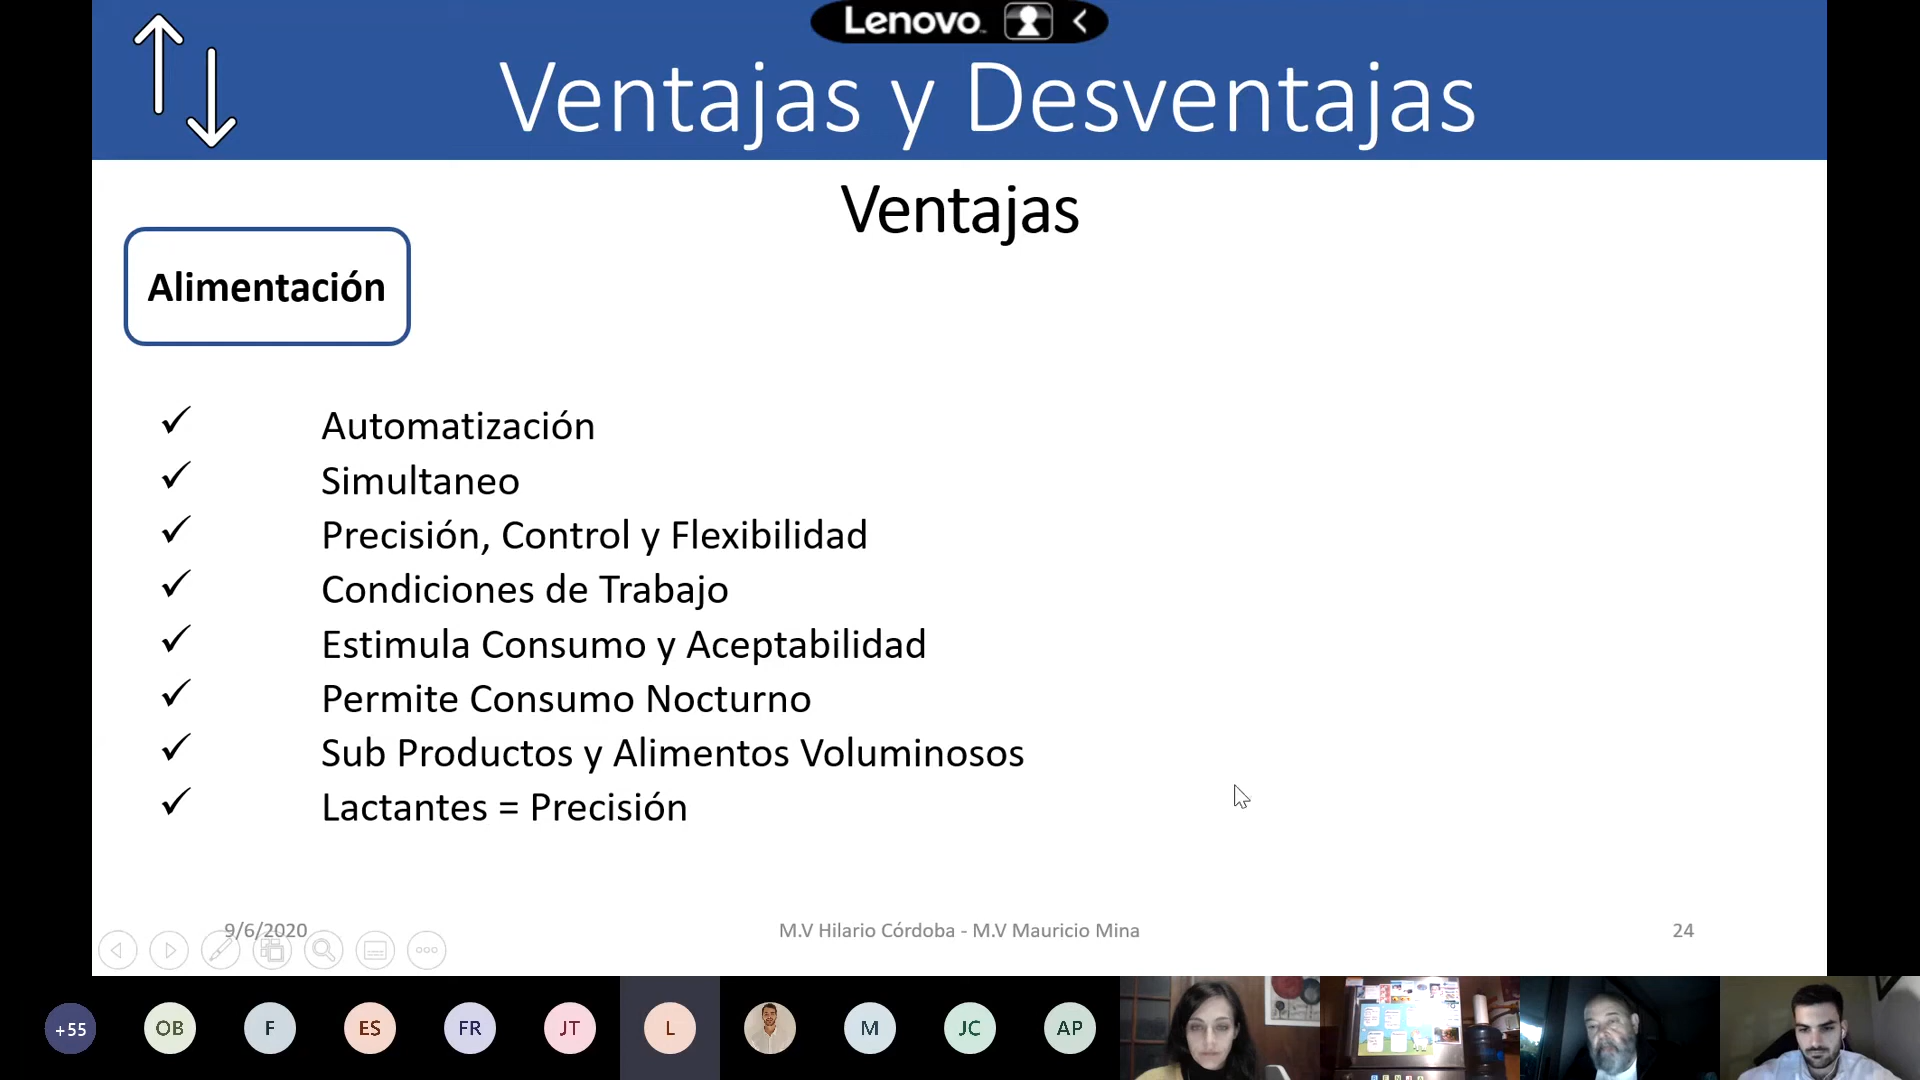 Lenovo
Ventajas y Desventajas
Ventajas
Alimentación
Automatización
Simultaneo
Precisión, Control y Flexibilidad
Condiciones de Trabajo
Estimula Consumo y Aceptabilidad
Permite Consumo Nocturno
Sub Productos y Alimentos Voluminosos
Lactantes = Precisión
9/6/2020
M.V Hilario Córdoba - M.V Mauricio Mina
24
+55
OB
F
ES
FR
JT
L
M
JC
AP